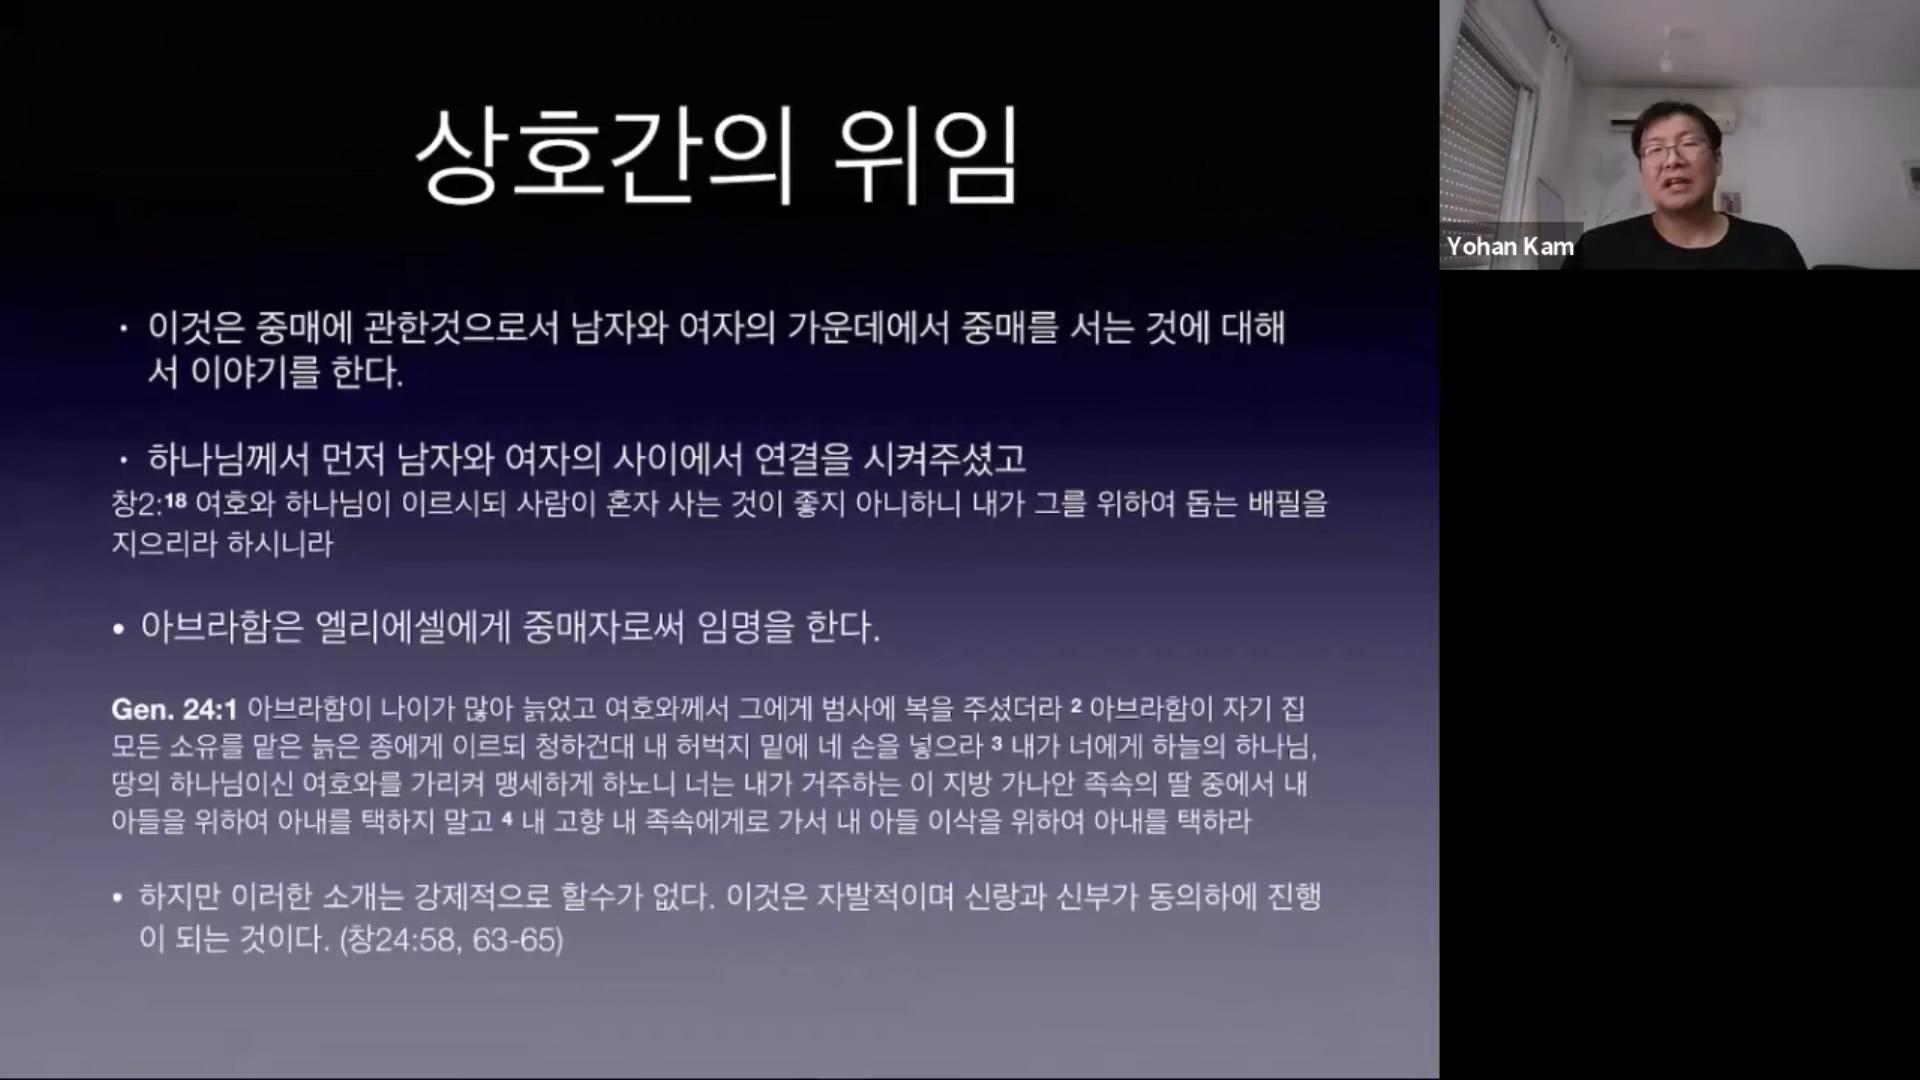 상호간의 위임
· 이것은 중매에 관한것으로서 남자와 여자의 가운데에서 중매를 서는 것에 대해
서 이야기를 한다.
· 하나님께서 먼저 남자와 여자의 사이에서 연결을 시켜주셨고
창2:18 여호와 하나님이 이르시되 사람이 혼자 사는 것이 좋지 아니하니 내가 그를 위하여 돕는 배필을
지으리라 하시니라
• 아브라함은 엘리에셀에게 중매자로써 임명을 한다.
Gen. 24:1 아브라함이 나이가 많아 늙었고 여호와께서 그에게 범사에 복을 주셨더라 2 아브라함이 자기 집
모든 소유를 맡은 늙은 종에게 이르되 청하건대 내 허벅지 밑에 네 손을 넣으라 3 내가 너에게 하늘의 하나님,
땅의 하나님이신 여호와를 가리켜 맹세하게 하노니 너는 내가 거주하는 이 지방 가나안 족속의 딸 중에서 내
아들을 위하여 아내를 택하지 말고 4 내 고향 내 족속에게로 가서 내 아들 이삭을 위하여 아내를 택하라
• 하지만 이러한 소개는 강제적으로 할수가 없다. 이것은 자발적이며 신랑과 신부가 동의하에 진행
이 되는 것이다. (창24:58, 63-65)
Yohan Kam